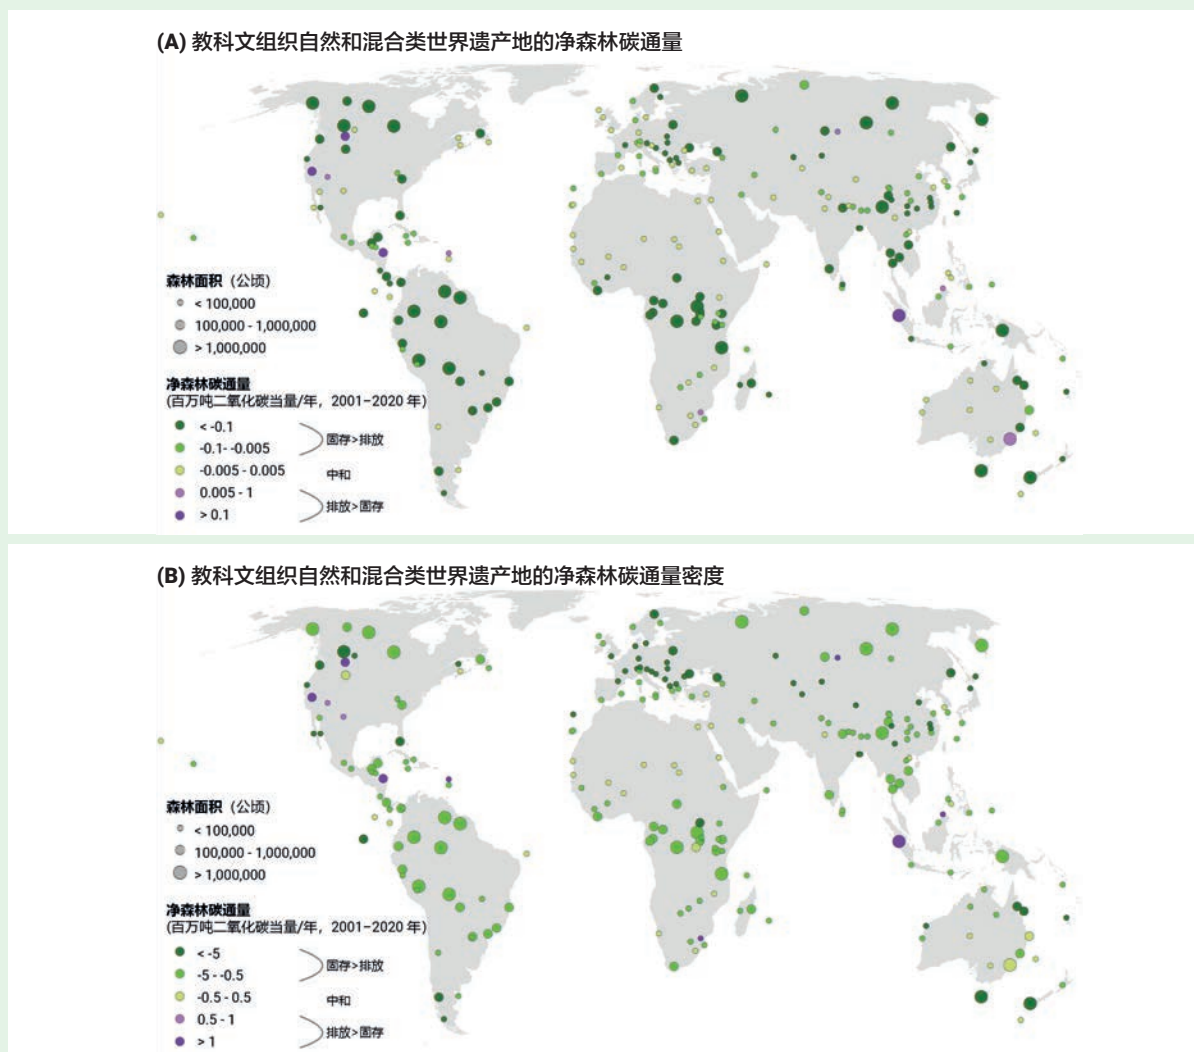 (A) 教科文组织自然和混合类世界遗产地的净森林碳通量
森林面积（公顷）
< 100,000
100,000 - 1,000,000
> 1,000,000
净森林碳通量
(百万吨二氧化碳当量/年，2001-2020 年)
< -0.1
-0.1- -0.005
固存>排放
-0.005 - 0.005
中和
0.005 - 1
> 0.1
排放>固存
(B) 教科文组织自然和混合类世界遗产地的净森林碳通量密度
森林面积（公顷）
< 100,000
100,000 - 1,000,000
> 1,000,000
净森林碳通量
(百万吨二氧化碳当量/年，2001-2020 年)
< -5
-5 - -0.5
固存>排放
-0.5 - 0.5
中和
0.5 - 1
> 1
排放>固存